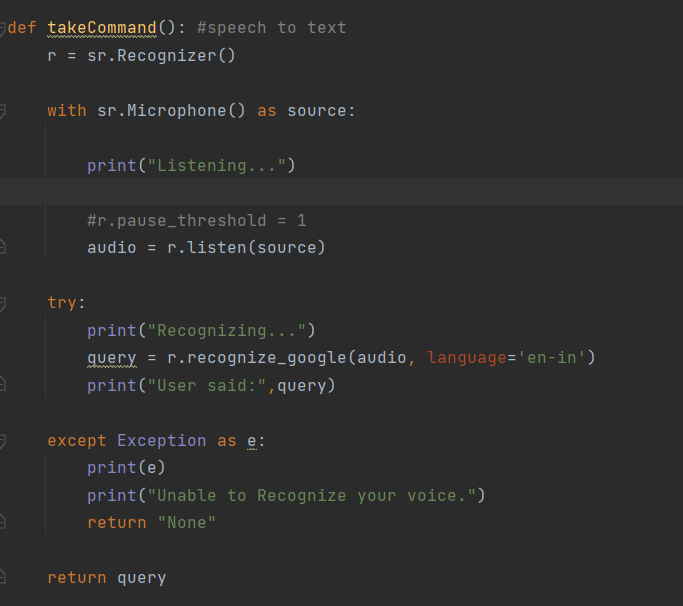 def takeCommand(): #speech to text
    r = sr.Recognizer()
    with sr.Microphone() as source:
        print("Listening...")
        #r.pause_threshold = 1
        audio = r.listen(source)
    try:
        print("Recognizing...")
        query = r.recognize_google(audio, language='en-in')
        print("User said:",query)
    except Exception as e:
        print(e)
        print("Unable to Recognize your voice.")
        return "None"
    return query